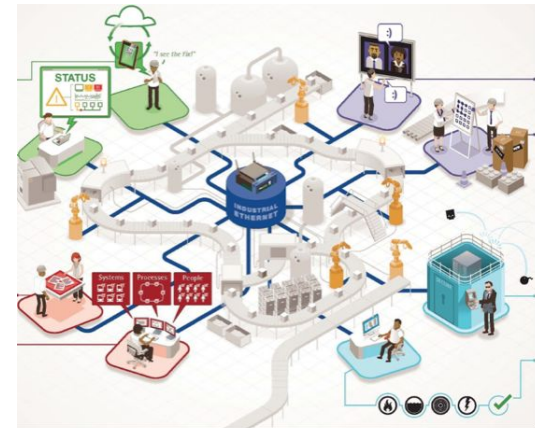 "I see the fix!"
STATUS
:)
:)
INDUSTRIAL
ETHERNET
Systems
Processes
People